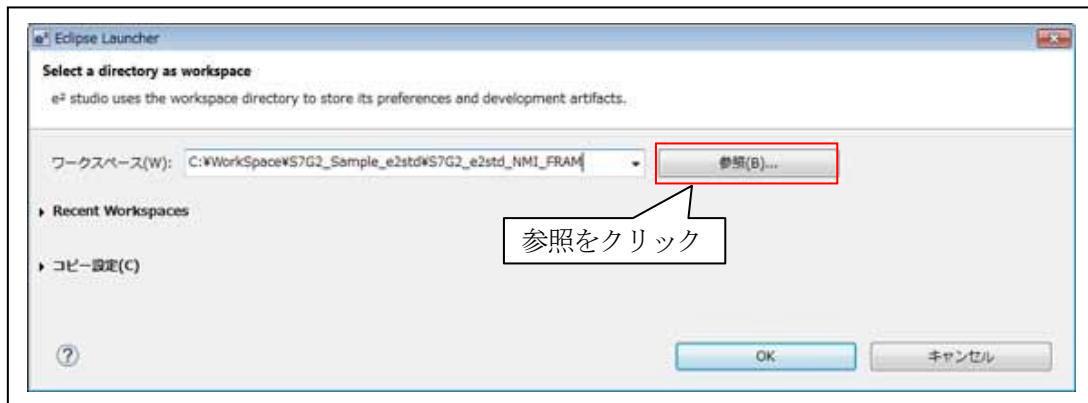 e² Eclipse Launcher
Select a directory as workspace
e² studio uses the workspace directory to store its preferences and development artifacts.
ワークスペース(W): C:¥WorkSpace¥S7G2_Sample_e2std¥S7G2_e2std_NMI_FRAM 参照(B)...
Recent Workspaces
参照をクリック
コピー設定(C)
? OK キャンセル